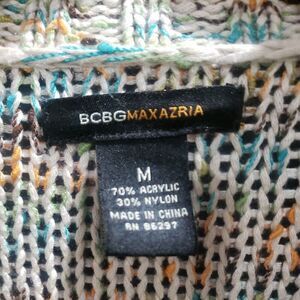 BCBGMAXAZRIA
M
70% ACRYLIC
30% NYLON
MADE IN CHINA
RN 86297